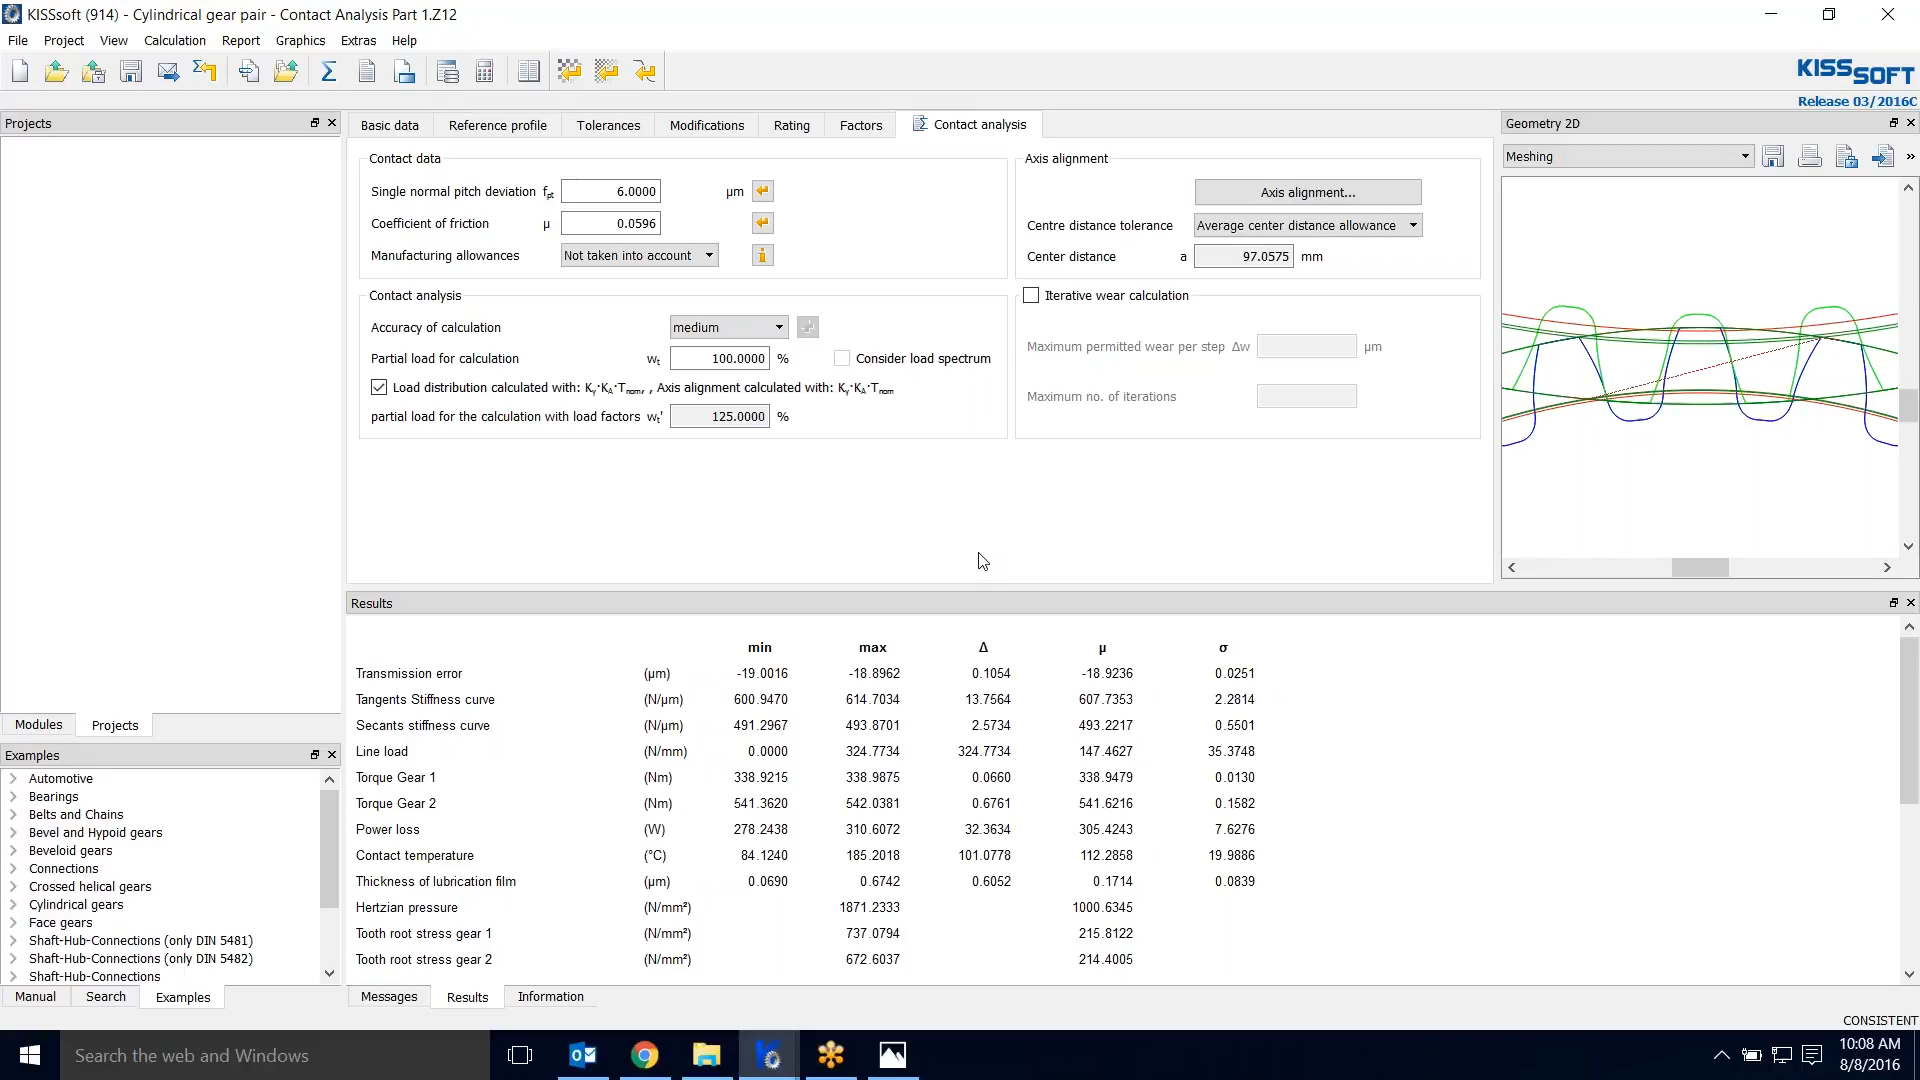 KISSsoft (914) - Cylindrical gear pair - Contact Analysis Part 1.Z12
File Project View Calculation Report Graphics Extras Help
KISSSOFT
Release 03/2016C
Projects
Basic data Reference profile Tolerances Modifications Rating Factors Contact analysis
Geometry 2D
Meshing
Contact data
Single normal pitch deviation fpt 6.0000 µm
Coefficient of friction µ 0.0596
Manufacturing allowances Not taken into account
Axis alignment
Axis alignment...
Centre distance tolerance Average center distance allowance
Center distance a 97.0575 mm
Contact analysis
Accuracy of calculation medium
Partial load for calculation wt 100.0000 % Consider load spectrum
Load distribution calculated with: Kγ·KA·Tnom, , Axis alignment calculated with: Kγ·KA·Tnom
partial load for the calculation with load factors wt' 125.0000 %
Iterative wear calculation
Maximum permitted wear per step Δw µm
Maximum no. of iterations
Modules Projects
Examples
Automotive
Bearings
Belts and Chains
Bevel and Hypoid gears
Beveloid gears
Connections
Crossed helical gears
Cylindrical gears
Face gears
Shaft-Hub-Connections (only DIN 5481)
Shaft-Hub-Connections (only DIN 5482)
Shaft-Hub-Connections
Manual Search Examples
Results
min max Δ µ σ
Transmission error (µm) -19.0016 -18.8962 0.1054 -18.9236 0.0251
Tangents Stiffness curve (N/µm) 600.9470 614.7034 13.7564 607.7353 2.2814
Secants stiffness curve (N/µm) 491.2967 493.8701 2.5734 493.2217 0.5501
Line load (N/mm) 0.0000 324.7734 324.7734 147.4627 35.3748
Torque Gear 1 (Nm) 338.9215 338.9875 0.0660 338.9479 0.0130
Torque Gear 2 (Nm) 541.3620 542.0381 0.6761 541.6216 0.1582
Power loss (W) 278.2438 310.6072 32.3634 305.4243 7.6276
Contact temperature (°C) 84.1240 185.2018 101.0778 112.2858 19.9886
Thickness of lubrication film (µm) 0.0690 0.6742 0.6052 0.1714 0.0839
Hertzian pressure (N/mm²) 1871.2333 1000.6345
Tooth root stress gear 1 (N/mm²) 737.0794 215.8122
Tooth root stress gear 2 (N/mm²) 672.6037 214.4005
Messages Results Information
CONSISTENT
Search the web and Windows
10:08 AM
8/8/2016